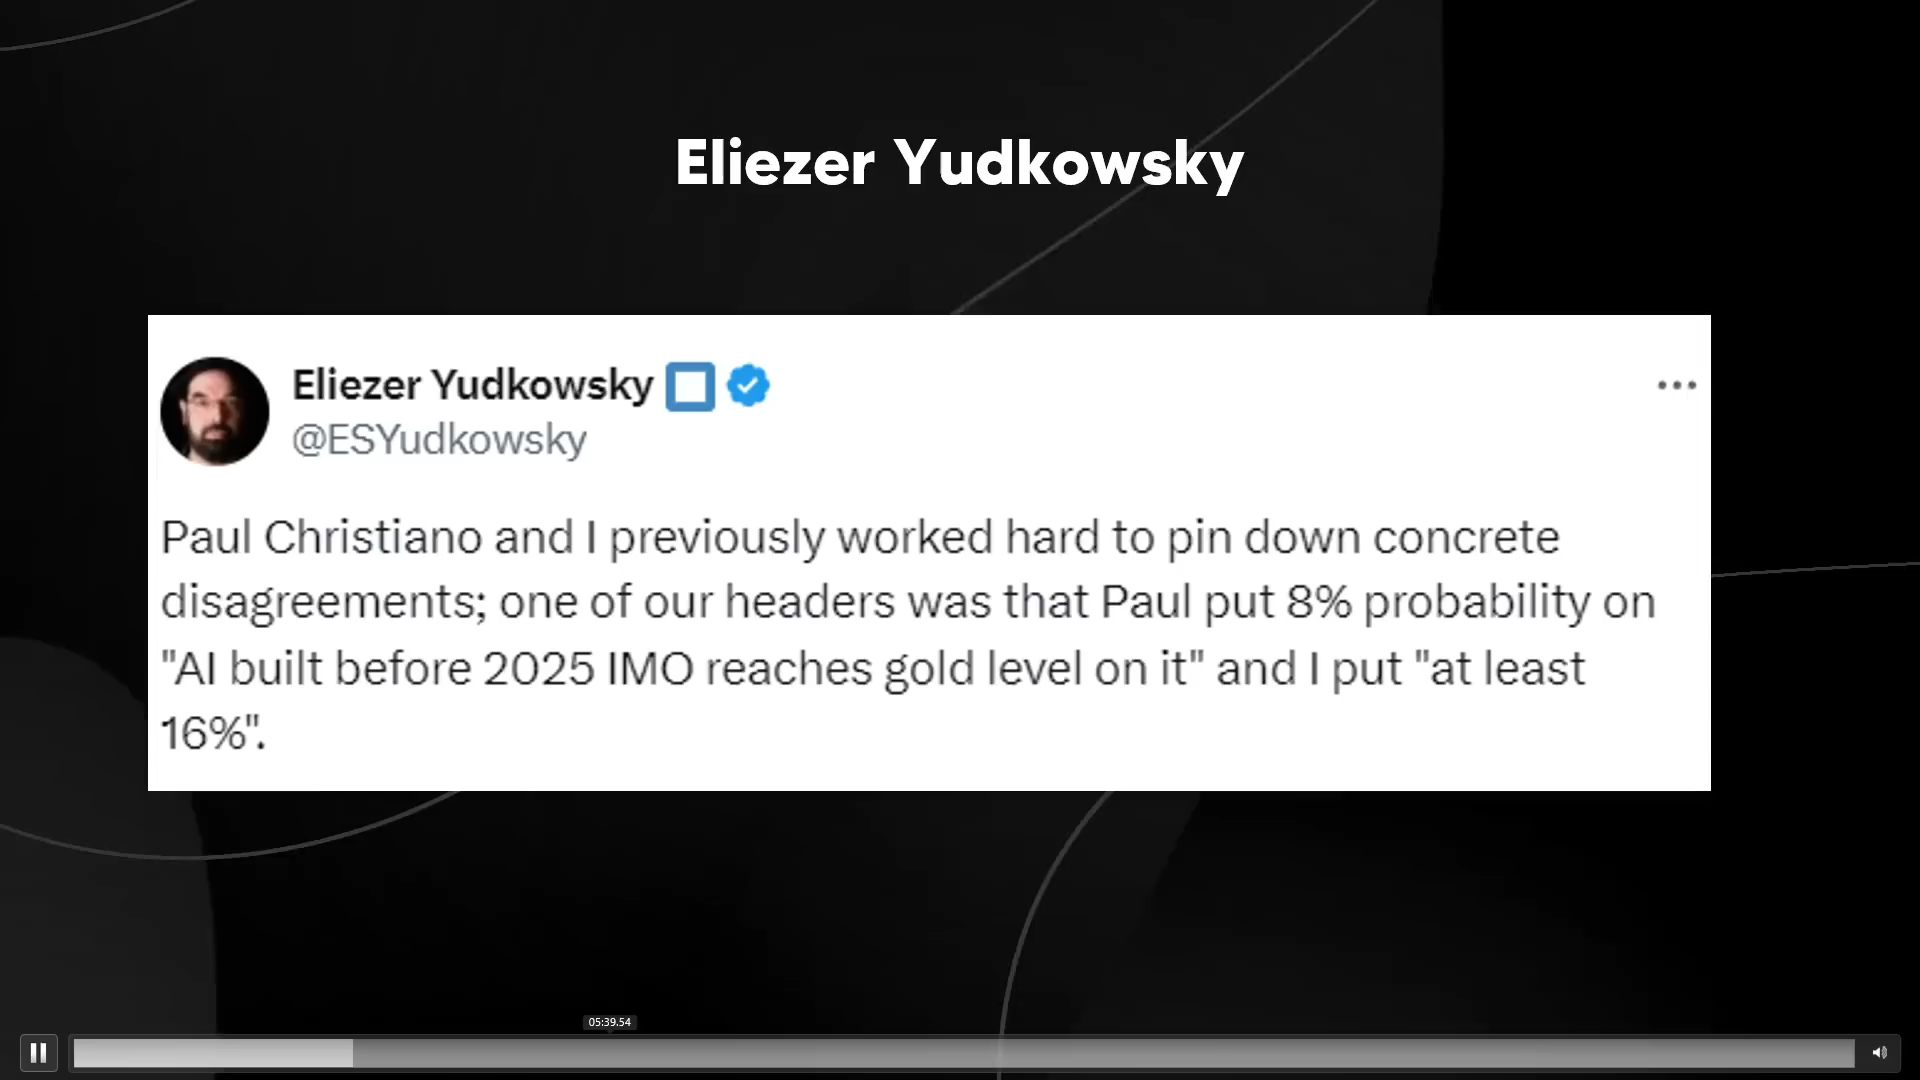 Eliezer Yudkowsky
Eliezer Yudkowsky
@ESYudkowsky
Paul Christiano and I previously worked hard to pin down concrete
disagreements; one of our headers was that Paul put 8% probability on
"AI built before 2025 IMO reaches gold level on it" and I put "at least
16%".
05:39.54